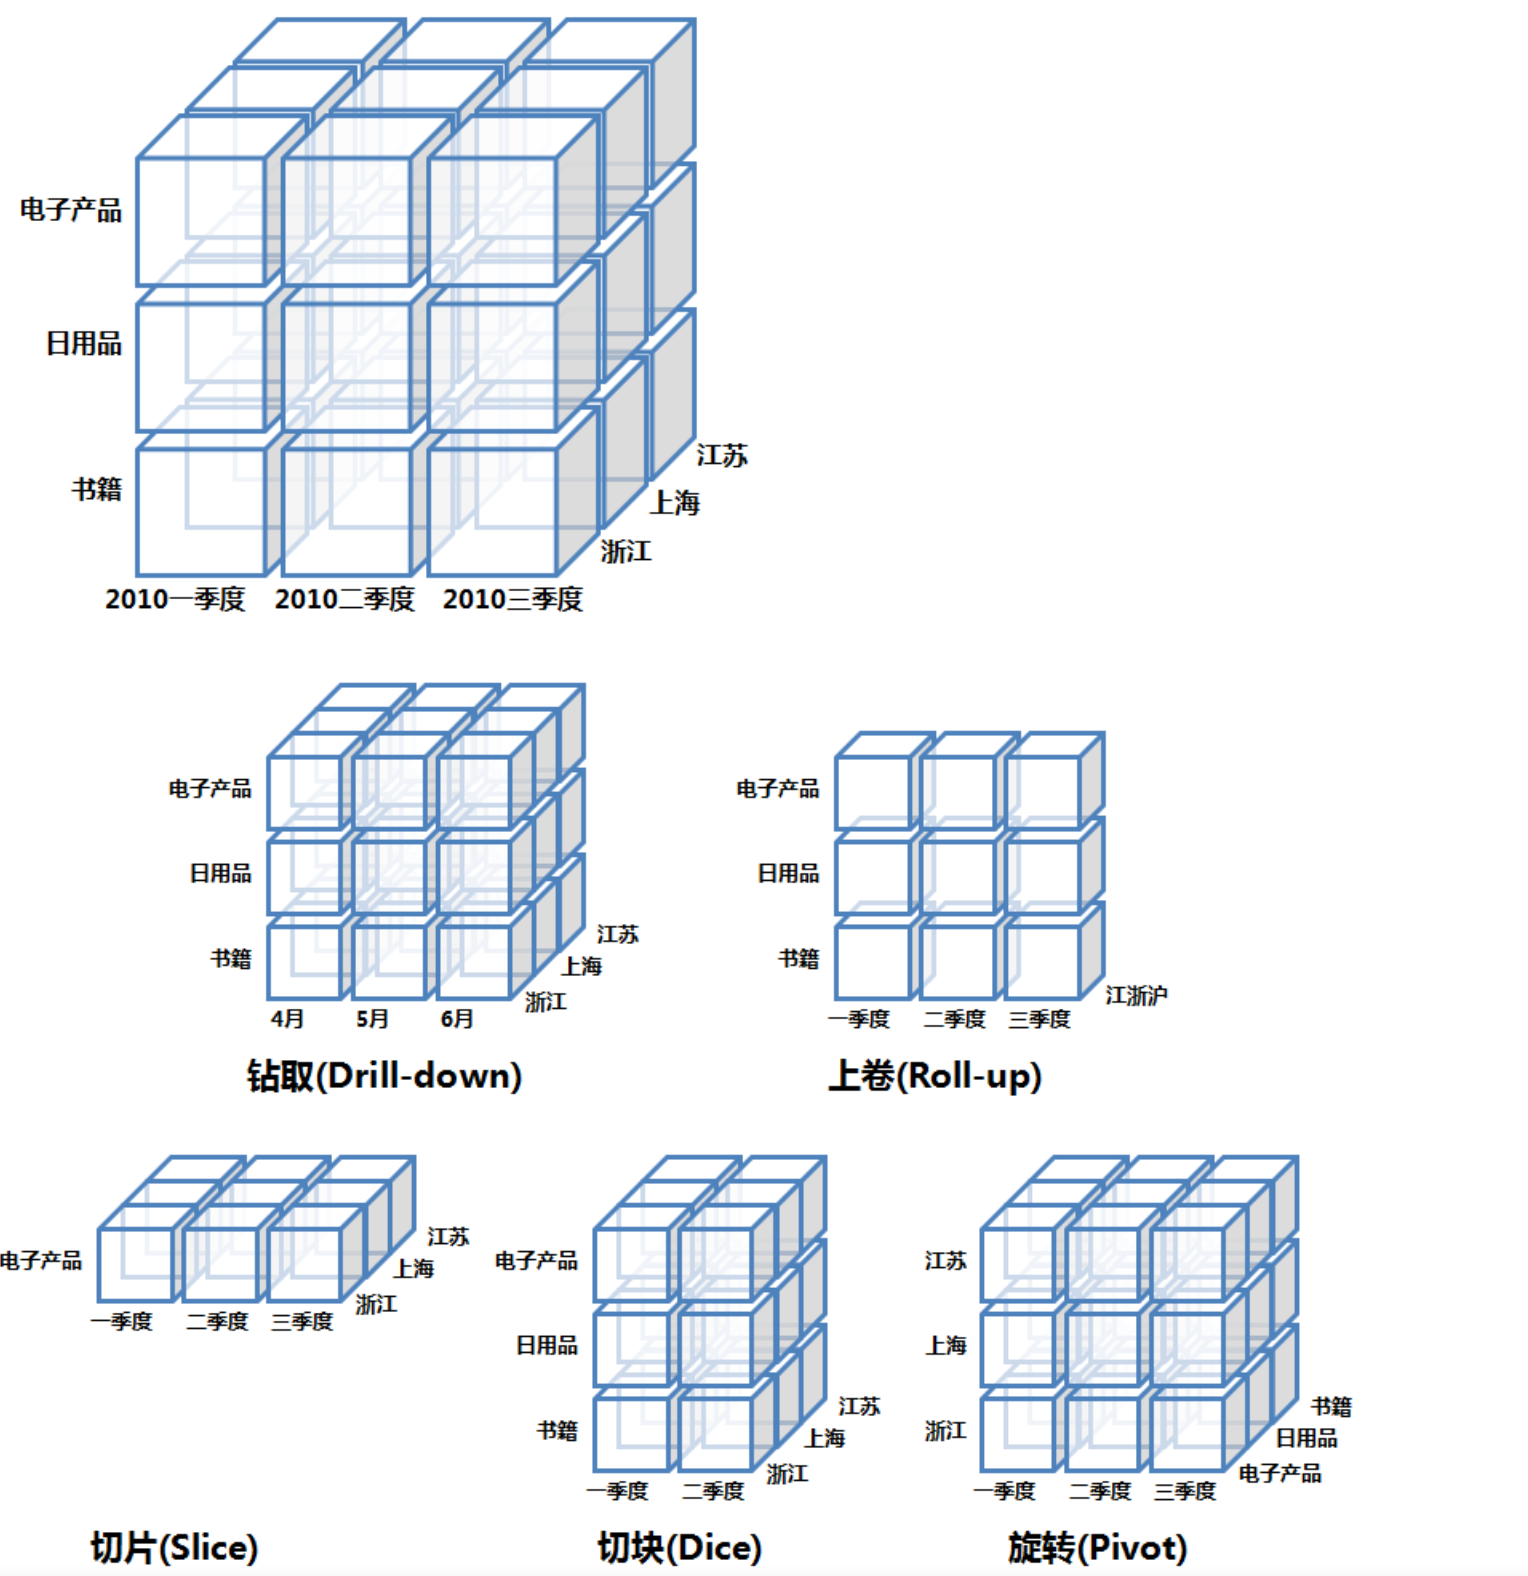 电子产品
日用品
书籍
江苏
上海
浙江
2010一季度 2010二季度 2010三季度
电子产品
日用品
书籍
江苏
上海
浙江
4月 5月 6月
钻取(Drill-down)
电子产品
日用品
书籍
江浙沪
一季度 二季度 三季度
上卷(Roll-up)
电子产品
江苏
上海
浙江
一季度 二季度 三季度
切片(Slice)
电子产品
日用品
书籍
江苏
上海
浙江
一季度 二季度
切块(Dice)
江苏
上海
浙江
书籍
日用品
电子产品
一季度 二季度 三季度
旋转(Pivot)